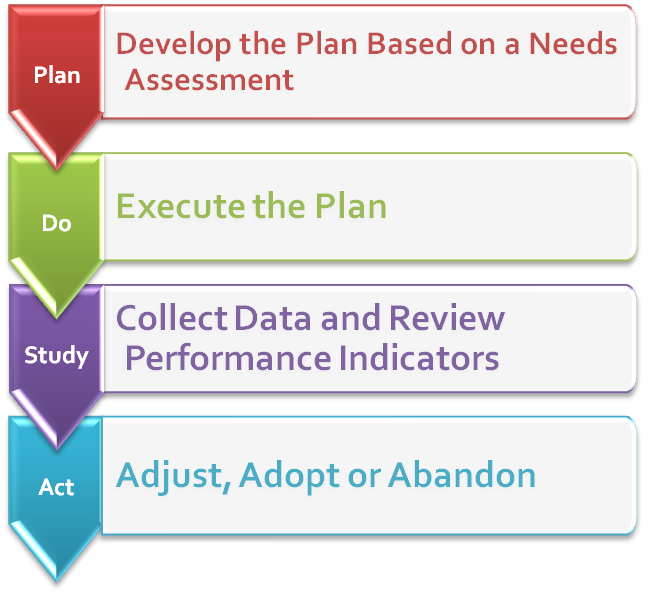 Plan
Develop the Plan Based on a Needs
Assessment
Do
Execute the Plan
Study
Collect Data and Review
Performance Indicators
Act
Adjust, Adopt or Abandon